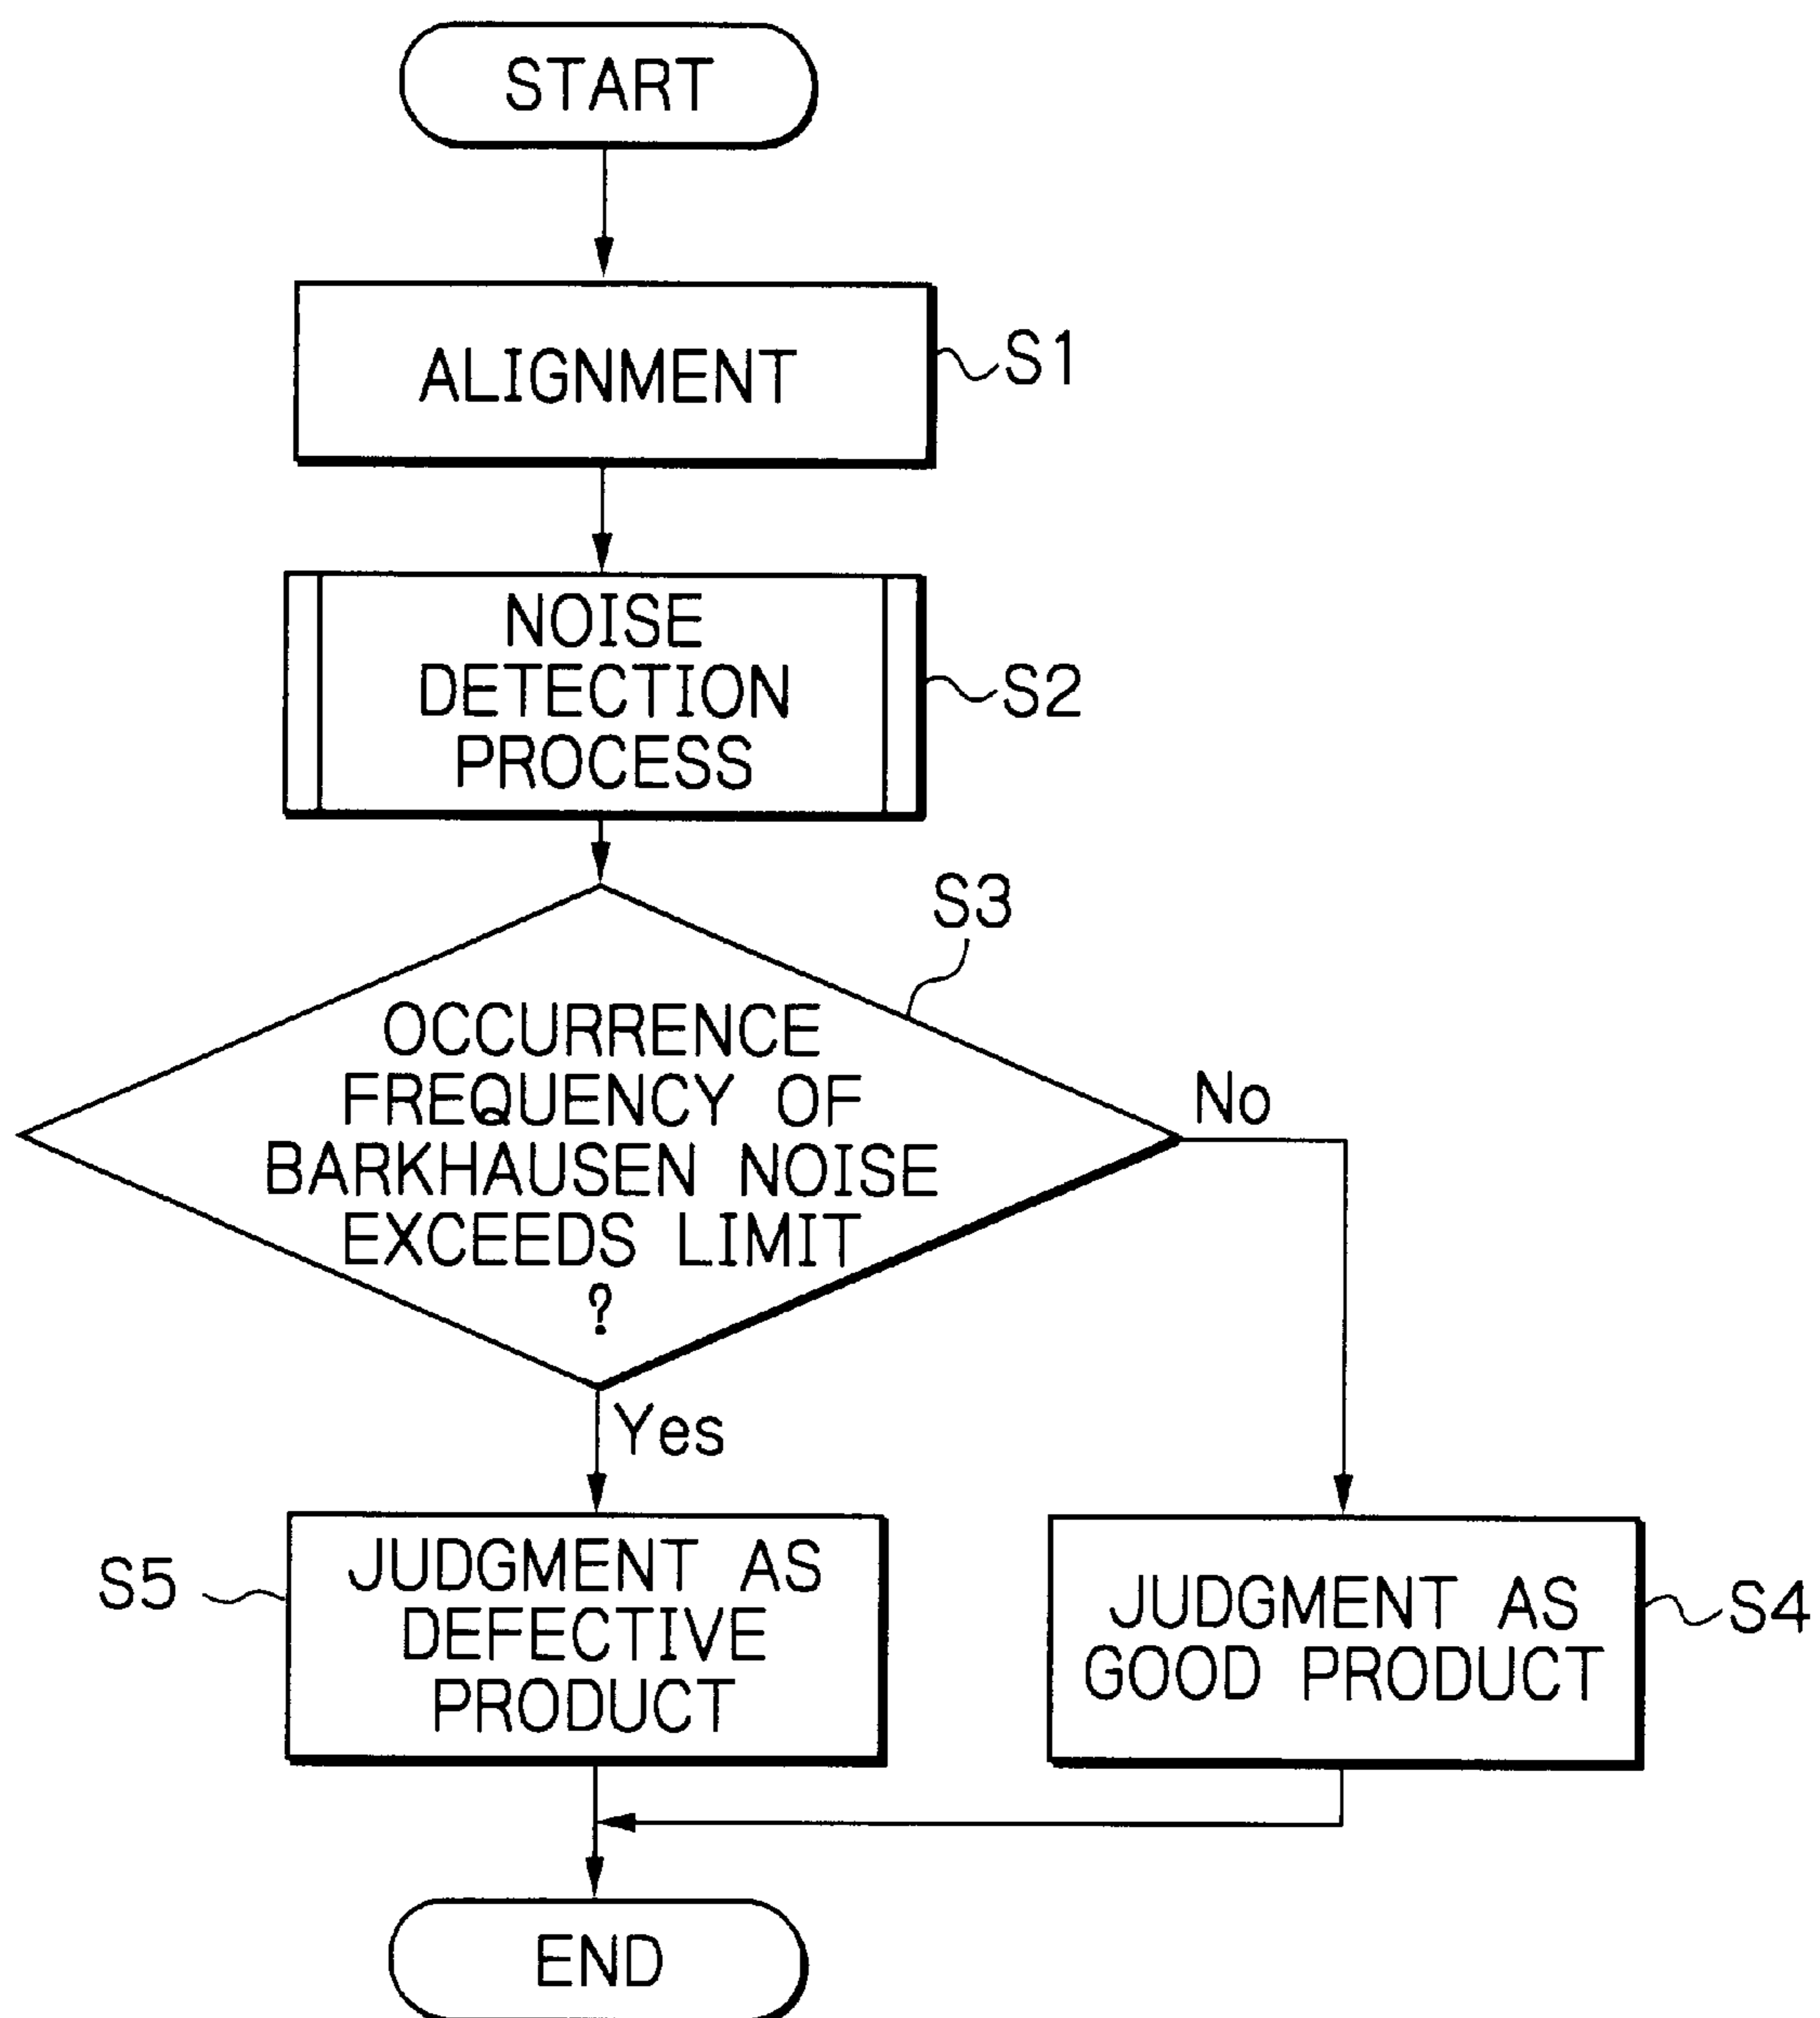 START
ALIGNMENT
S1
NOISE
DETECTION
PROCESS
S2
S3
OCCURRENCE
FREQUENCY OF
BARKHAUSEN NOISE
EXCEEDS LIMIT
?
No
Yes
S5
JUDGMENT AS
DEFECTIVE
PRODUCT
JUDGMENT AS
GOOD PRODUCT
S4
END